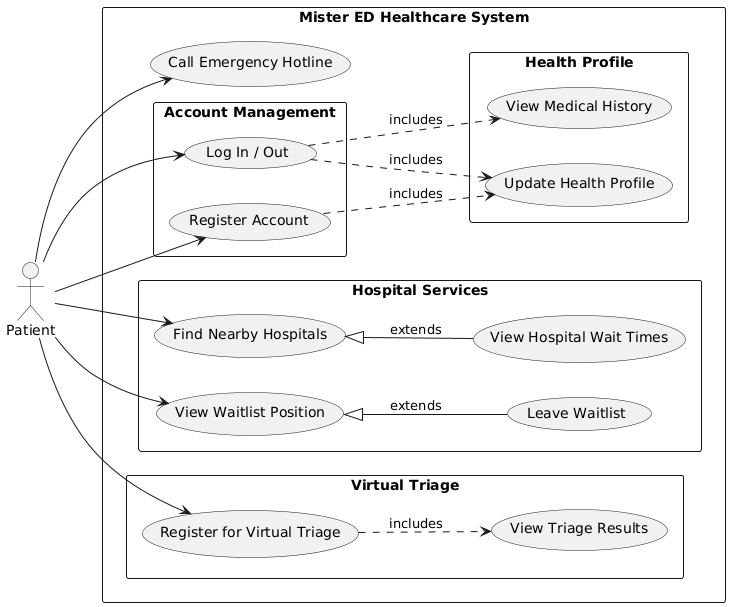 Mister ED Healthcare System
Call Emergency Hotline
Health Profile
View Medical History
Account Management
includes
Log In / Out
includes
Update Health Profile
includes
Register Account
Patient
Hospital Services
Find Nearby Hospitals
extends
View Hospital Wait Times
View Waitlist Position
extends
Leave Waitlist
Virtual Triage
Register for Virtual Triage
includes
View Triage Results